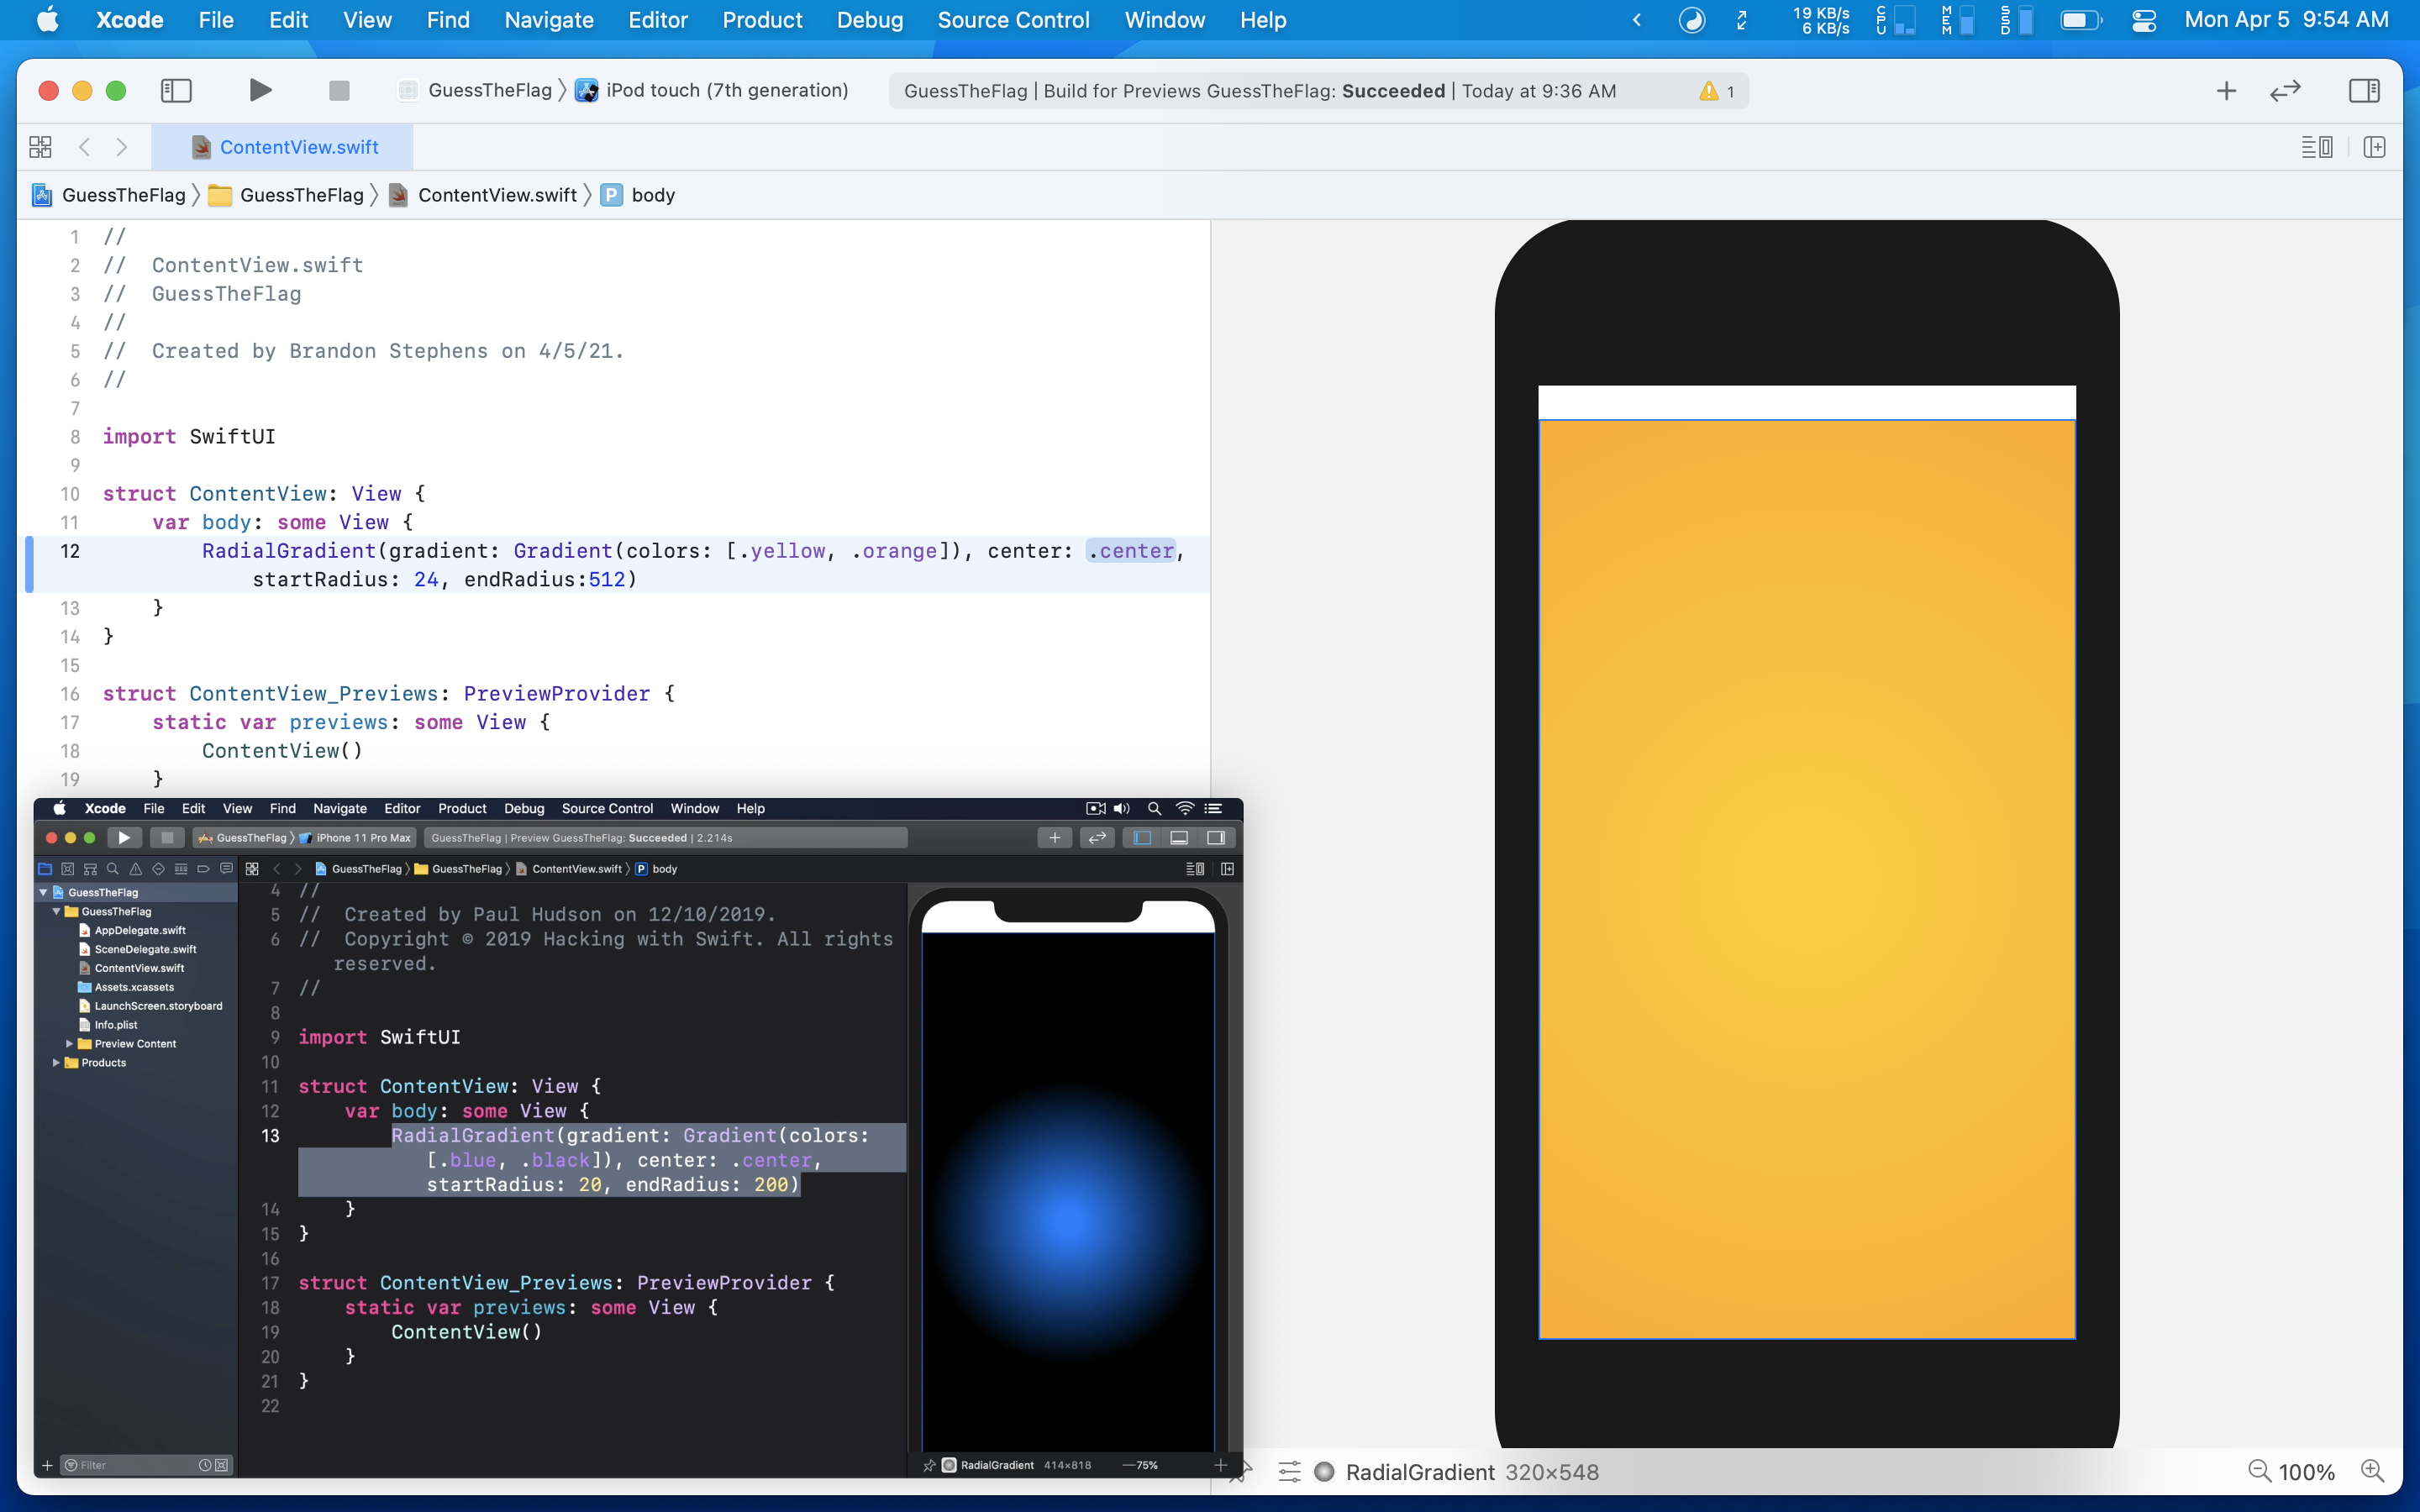 Xcode File Edit View Find Navigate Editor Product Debug Source Control Window Help 19 KB/s 6 KB/s CPU MEM SSD Mon Apr 5 9:54 AM
GuessTheFlag iPod touch (7th generation) GuessTheFlag | Build for Previews GuessTheFlag: Succeeded | Today at 9:36 AM 1
ContentView.swift
GuessTheFlag GuessTheFlag ContentView.swift P body
1 //
2 //  ContentView.swift
3 //  GuessTheFlag
4 //
5 //  Created by Brandon Stephens on 4/5/21.
6 //
7
8 import SwiftUI
9
10 struct ContentView: View {
11     var body: some View {
12         RadialGradient(gradient: Gradient(colors: [.yellow, .orange]), center: .center,
startRadius: 24, endRadius:512)
13     }
14 }
15
16 struct ContentView_Previews: PreviewProvider {
17     static var previews: some View {
18         ContentView()
19     }
Xcode File Edit View Find Navigate Editor Product Debug Source Control Window Help
GuessTheFlag iPhone 11 Pro Max GuessTheFlag | Preview GuessTheFlag: Succeeded | 2.214s
GuessTheFlag GuessTheFlag ContentView.swift P body
GuessTheFlag
GuessTheFlag
AppDelegate.swift
SceneDelegate.swift
ContentView.swift
Assets.xcassets
LaunchScreen.storyboard
Info.plist
Preview Content
Products
Filter
4 //
5 //  Created by Paul Hudson on 12/10/2019.
6 //  Copyright © 2019 Hacking with Swift. All rights
reserved.
7 //
8
9 import SwiftUI
10
11 struct ContentView: View {
12     var body: some View {
13         RadialGradient(gradient: Gradient(colors:
[.blue, .black]), center: .center,
startRadius: 20, endRadius: 200)
14     }
15 }
16
17 struct ContentView_Previews: PreviewProvider {
18     static var previews: some View {
19         ContentView()
20     }
21 }
22
RadialGradient 414×818 75%
RadialGradient 320×548 100%